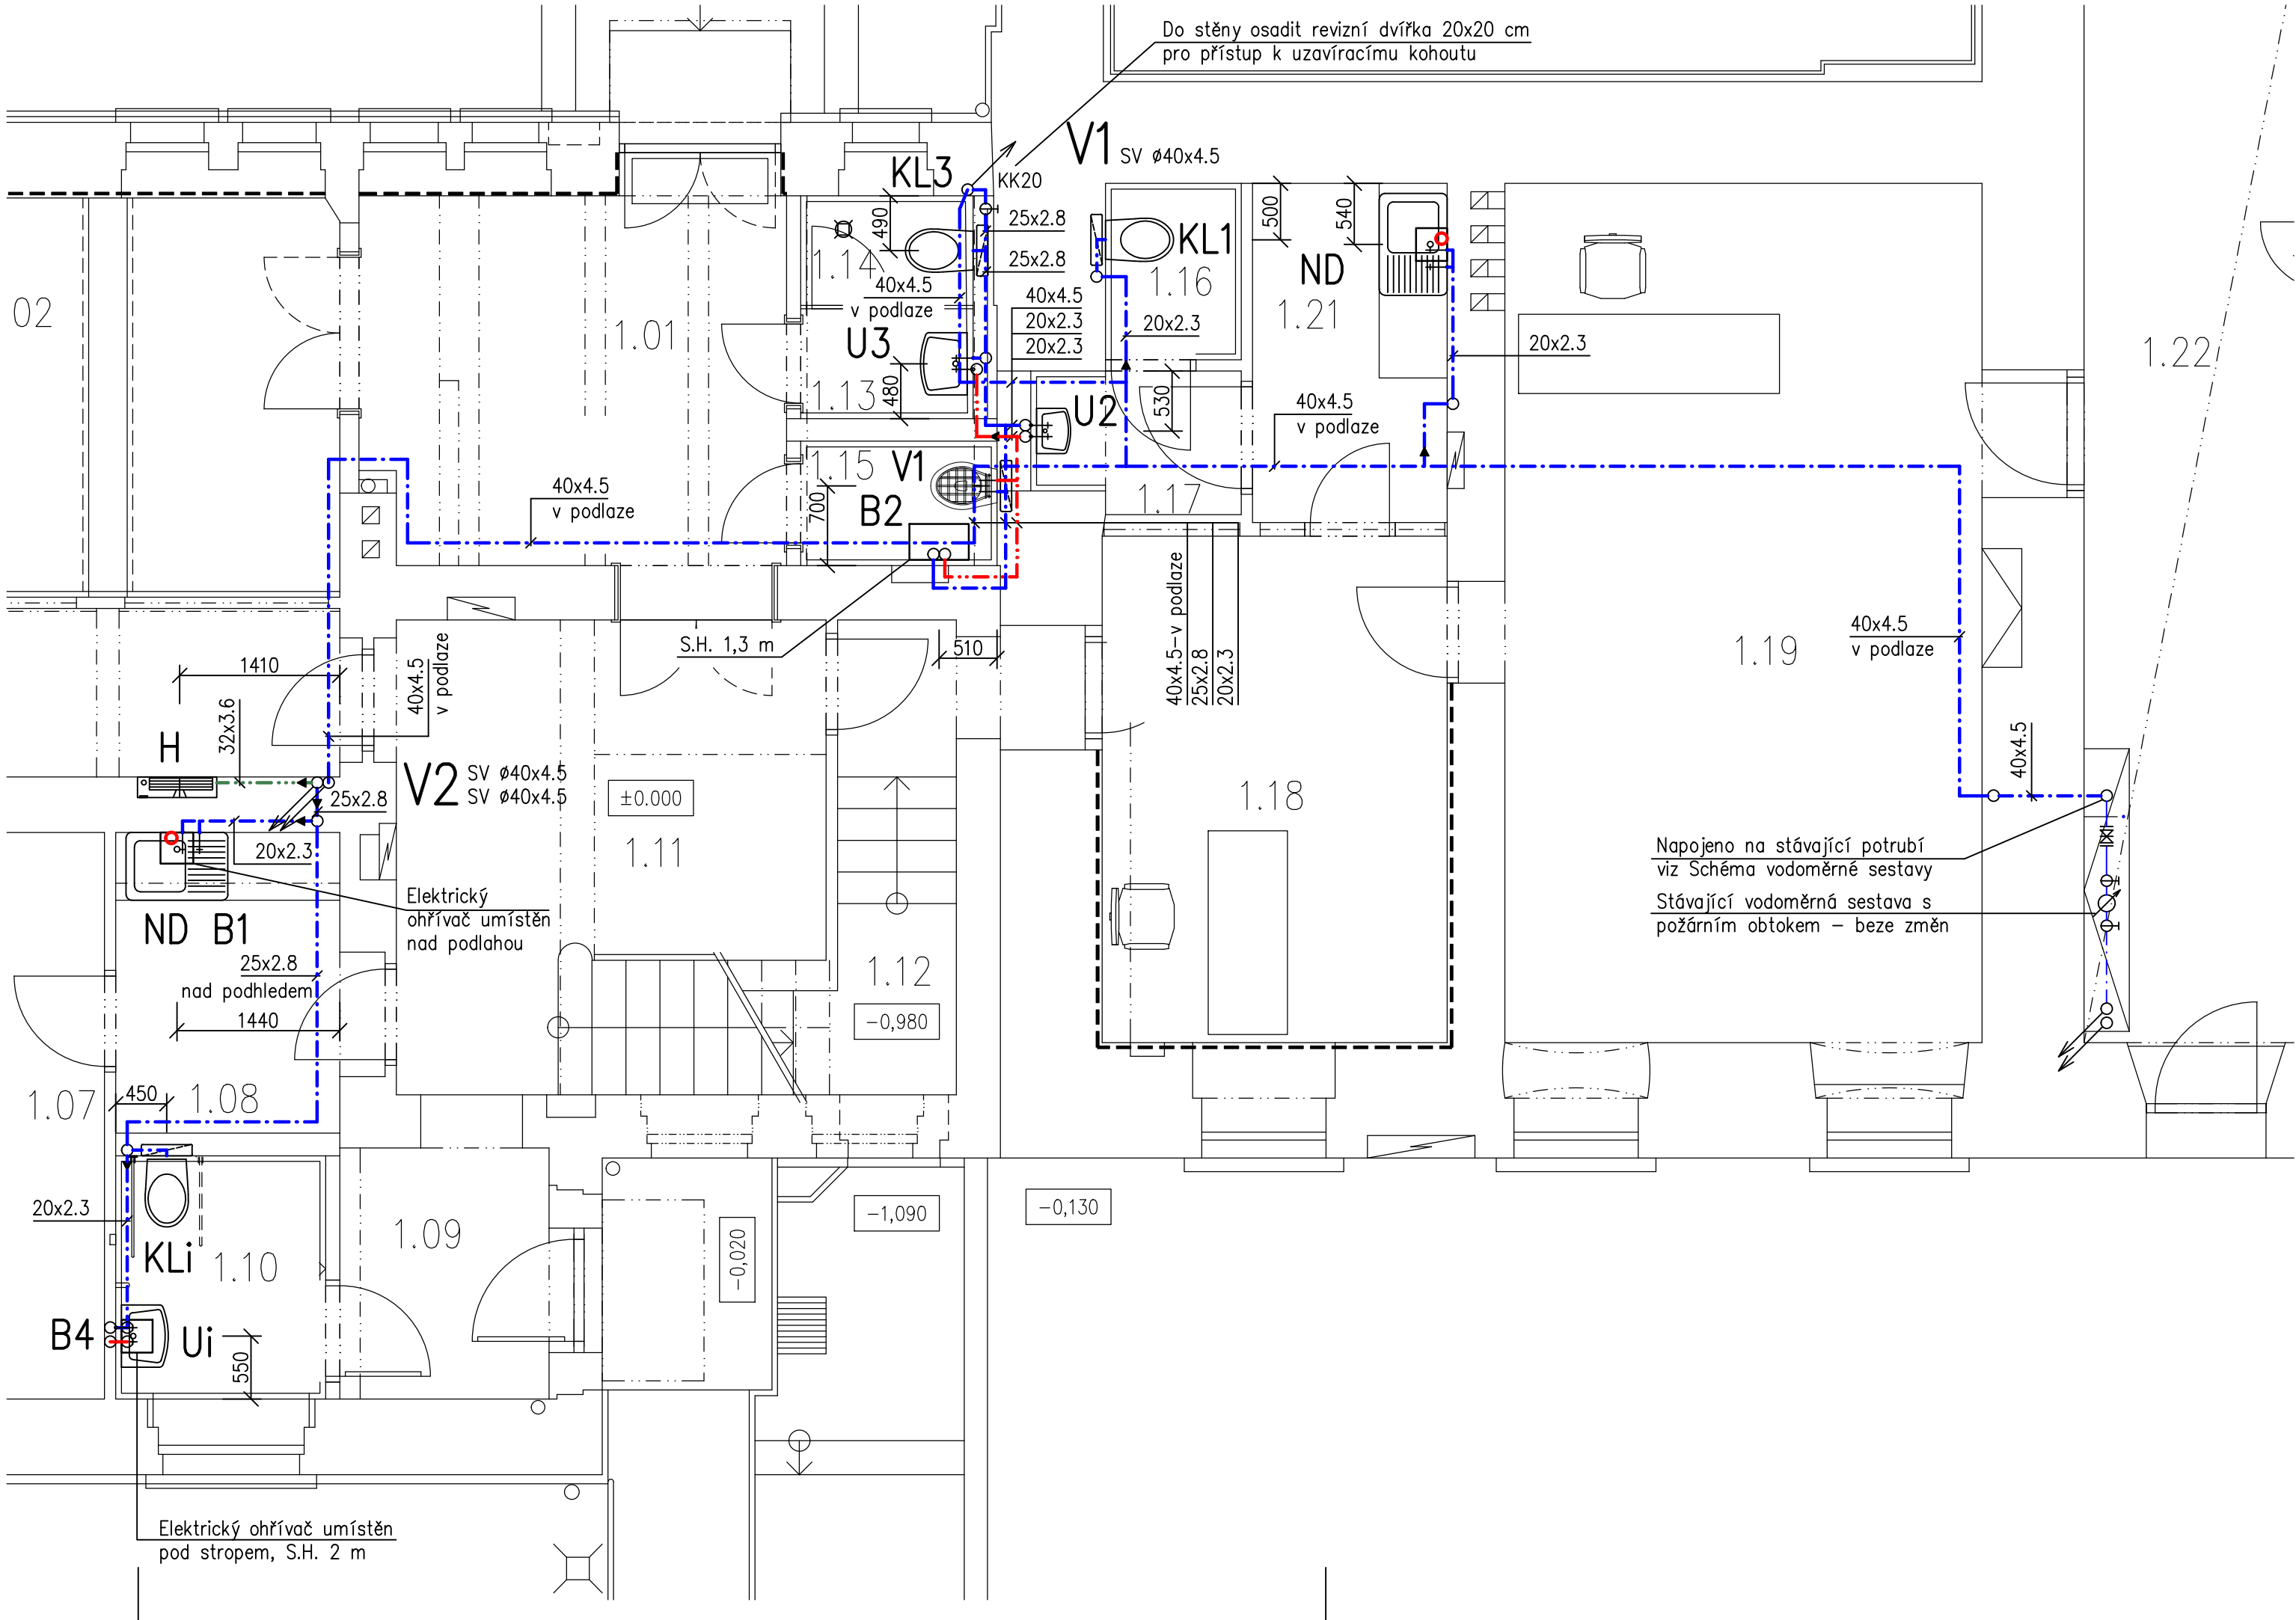 Do stěny osadit revizní dvířka 20x20 cm
pro přístup k uzavíracímu kohoutu
V1 SV ø40x4.5
KL3
KK20
490
25x2.8
25x2.8
1.14
40x4.5
v podlaze
KL1
1.16
500
540
ND
1.21
02
1.01
U3
40x4.5
20x2.3
20x2.3
20x2.3
20x2.3
1.22
1.13
480
U2
530
40x4.5
v podlaze
1.15
V1
B2
700
1.17
40x4.5
v podlaze
40x4.5-v podlaze
25x2.8
20x2.3
S.H. 1,3 m
510
1410
40x4.5
v podlaze
32x3.6
H
1.19
40x4.5
v podlaze
V2 SV ø40x4.5
SV ø40x4.5
±0.000
25x2.8
1.18
40x4.5
20x2.3
1.11
Napojeno na stávající potrubí
viz Schéma vodoměrné sestavy
Stávající vodoměrná sestava s
požárním obtokem – beze změn
Elektrický
ohřívač umístěn
nad podlahou
ND B1
25x2.8
nad podhledem
1440
1.12
-0,980
1.07
450
1.08
20x2.3
KLi
1.10
1.09
-0,020
-1,090
-0,130
B4
Ui
550
Elektrický ohřívač umístěn
pod stropem, S.H. 2 m